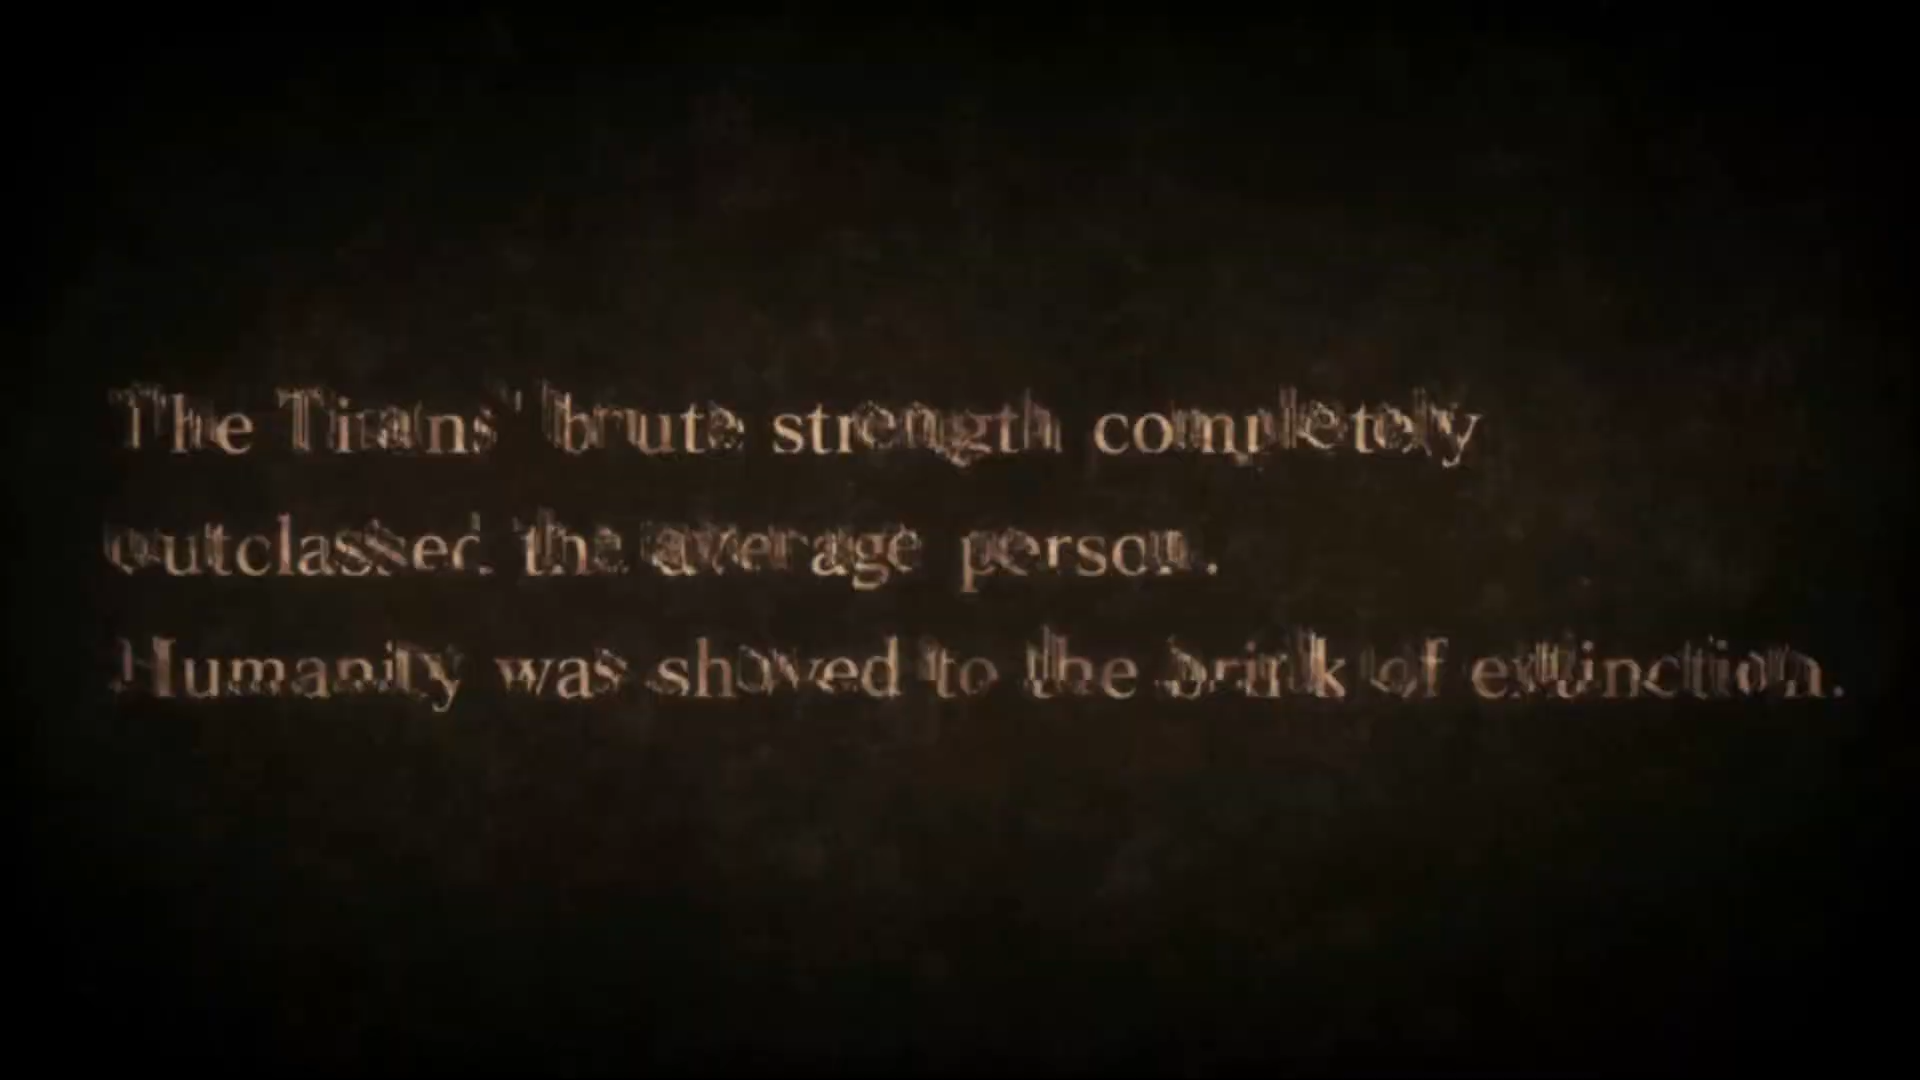 The Titans' brute strength completely
outclassed the average person.
Humanity was shoved to the brink of extinction.